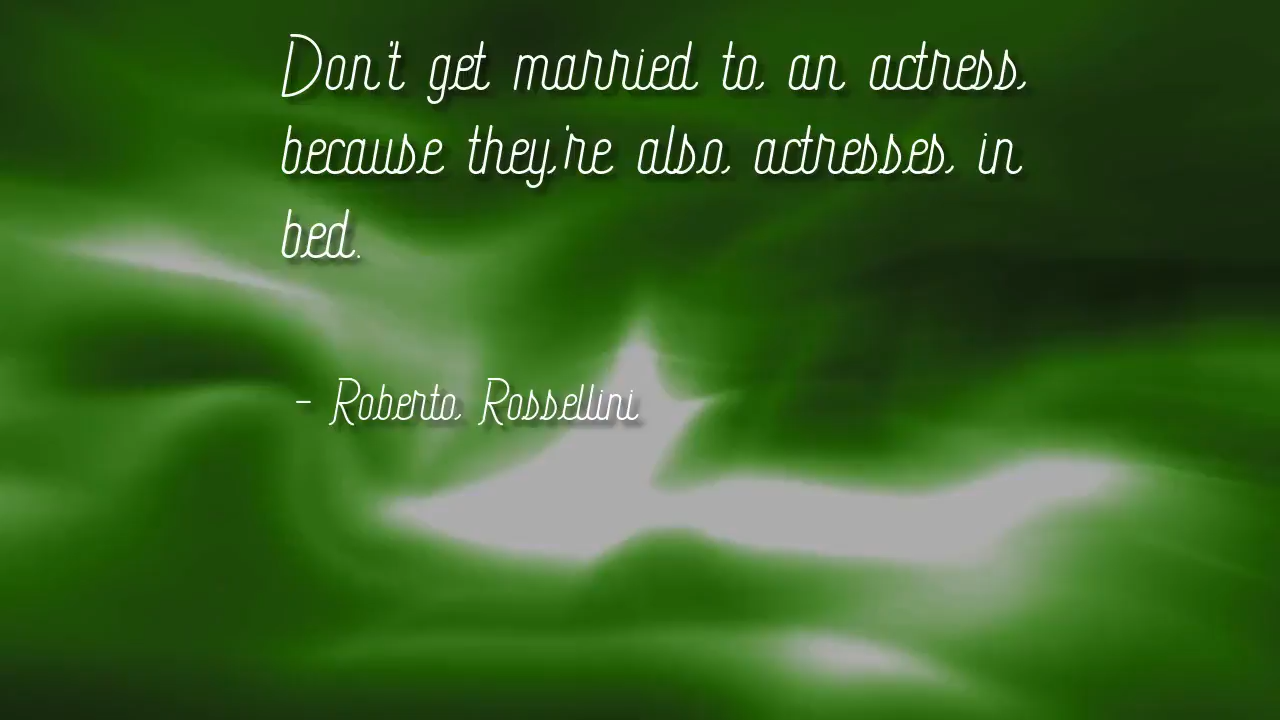 Don't get married to an actress,
because they're also actresses in
bed.
- Roberto Rossellini